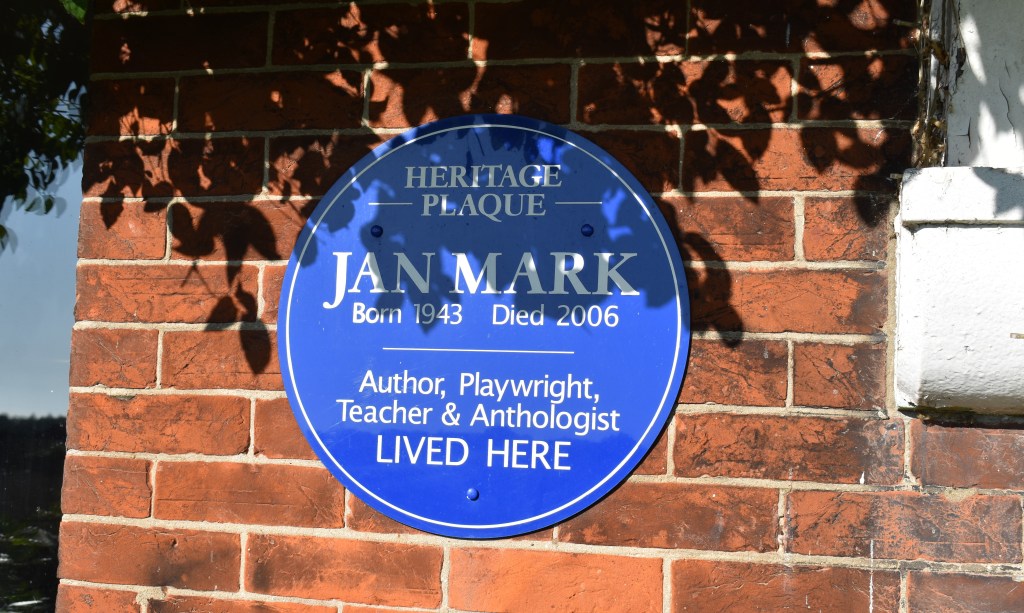 HERITAGE
PLAQUE
JAN MARK
Born 1943 Died 2006
Author, Playwright,
Teacher & Anthologist
LIVED HERE